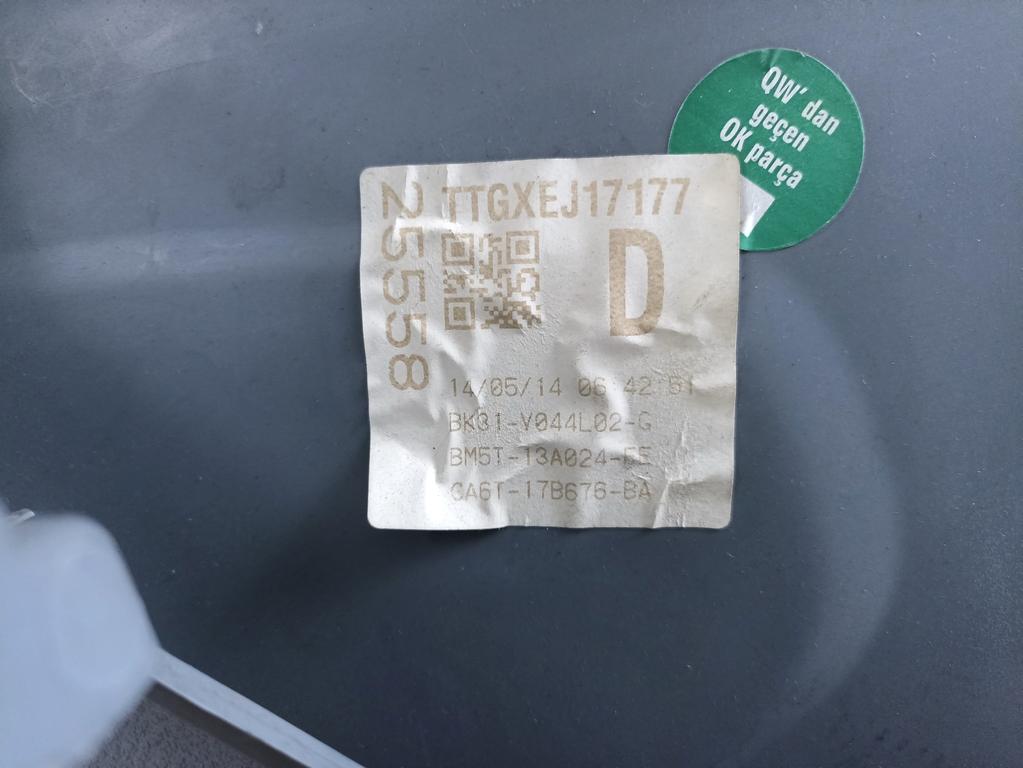 QW'dan
geçen
OK parça
TTGXEJ17177
25558
D
14/05/14 06:42:51
BK31-V044L02-G
BM5T-13A024-EE
CA6T-17B676-BA